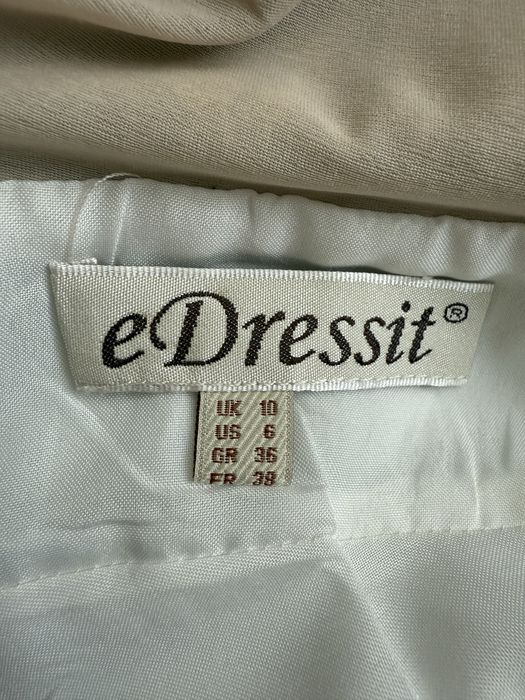 eDressit®
UK 10
US 6
GR 36
FR 38